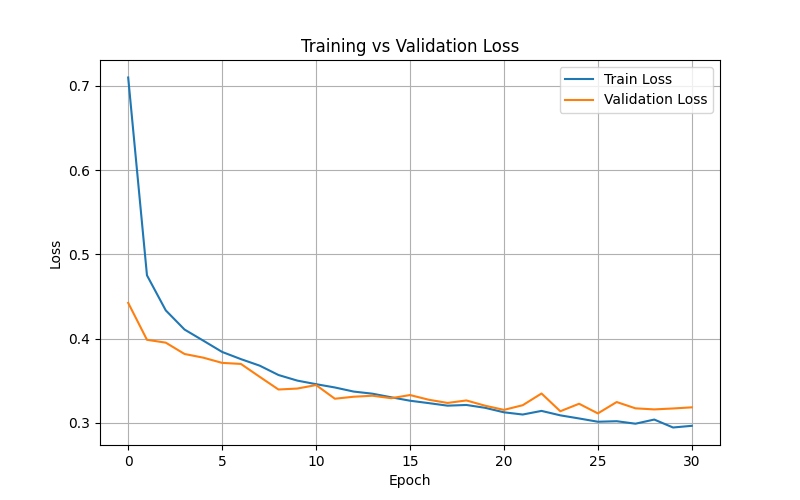 Training vs Validation Loss
Train Loss
Validation Loss
0.7
0.6
0.5
0.4
0.3
Loss
0 5 10 15 20 25 30
Epoch